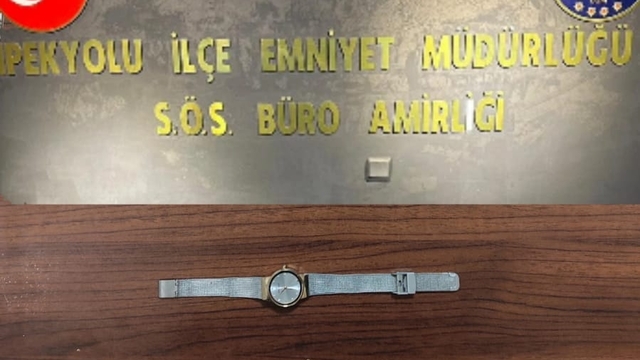 İPEKYOLU İLÇE EMNİYET MÜDÜRLÜĞÜ
S.Ö.S. BÜRO AMİRLİĞİ